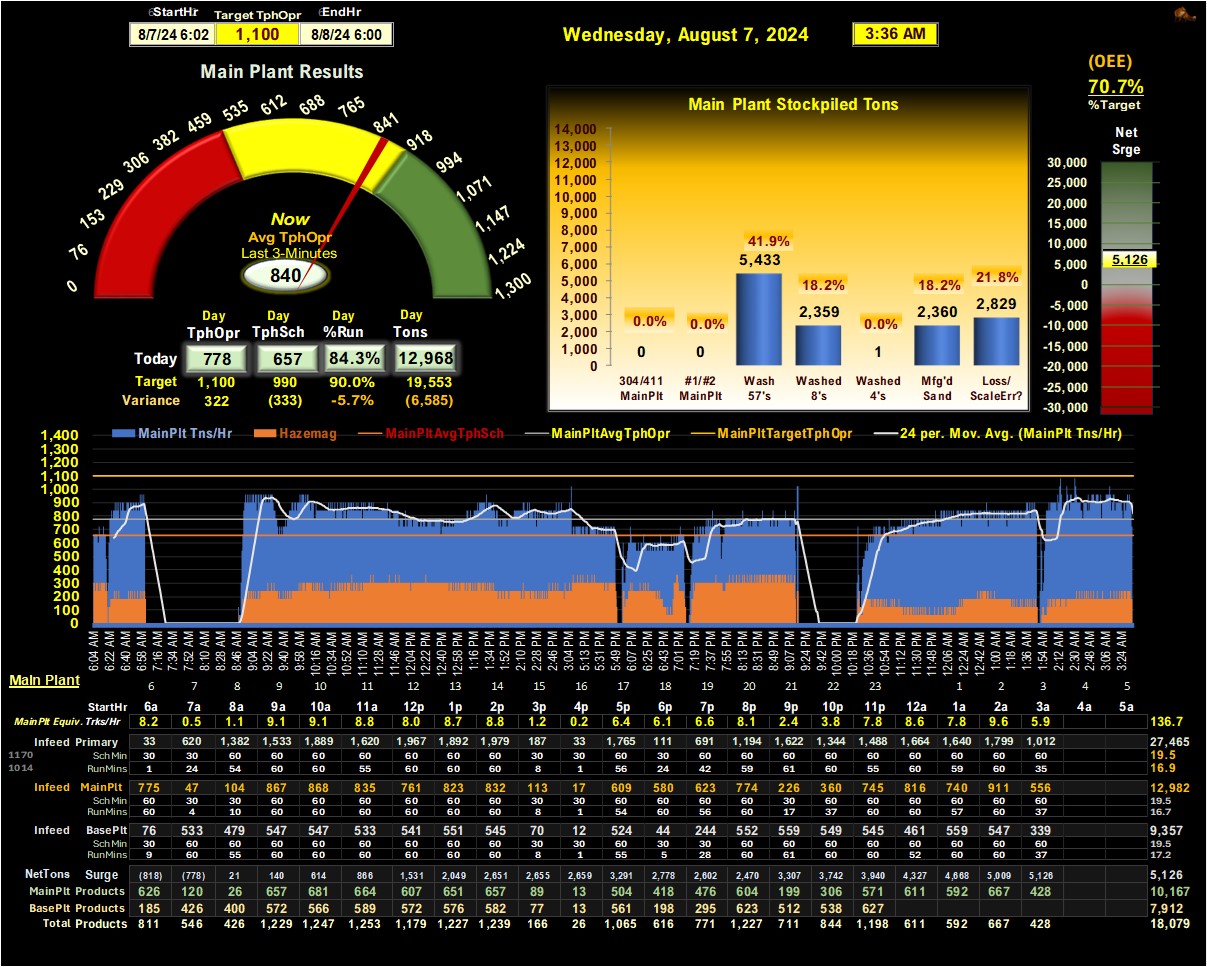 StartHr Target TphOpr EndHr
8/7/24 6:02 1,100 8/8/24 6:00
Wednesday, August 7, 2024 3:36 AM
(OEE)
70.7%
%Target
Main Plant Results
0 76 153 229 306 382 459 535 612 688 765 841 918 994 1,071 1,147 1,224 1,300
Now
Avg TphOpr
Last 3-Minutes
840
Day Day Day Day
TphOpr TphSch %Run Tons
Today 778 657 84.3% 12,968
Target 1,100 990 90.0% 19,553
Variance 322 (333) -5.7% (6,585)
Main Plant Stockpiled Tons
14,000
13,000
12,000
11,000
10,000
9,000
8,000
7,000
6,000
5,000
4,000
3,000
2,000
1,000
0
0.0% 0.0% 41.9% 18.2% 0.0% 18.2% 21.8%
0 0 5,433 2,359 1 2,360 2,829
304/411 #1/#2 Wash Washed Washed Mfg'd Loss/
MainPlt MainPlt 57's 8's 4's Sand ScaleErr?
Net
Srge
30,000
25,000
20,000
15,000
10,000
5,000
0
-5,000
-10,000
-15,000
-20,000
-25,000
-30,000
5,126
MainPlt Tns/Hr Hazemag MainPltAvgTphSch MainPltAvgTphOpr MainPltTargetTphOpr 24 per. Mov. Avg. (MainPlt Tns/Hr)
1,400
1,300
1,200
1,100
1,000
900
800
700
600
500
400
300
200
100
0
6:04 AM 6:22 AM 6:40 AM 6:58 AM 7:16 AM 7:34 AM 7:52 AM 8:10 AM 8:28 AM 8:46 AM 9:04 AM 9:22 AM 9:40 AM 9:58 AM 10:16 AM 10:34 AM 10:52 AM 11:10 AM 11:28 AM 11:46 AM 12:04 PM 12:22 PM 12:40 PM 12:58 PM 1:16 PM 1:34 PM 1:52 PM 2:10 PM 2:28 PM 2:46 PM 3:04 PM 5:13 PM 5:31 PM 5:49 PM 6:07 PM 6:25 PM 6:43 PM 7:01 PM 7:19 PM 7:37 PM 7:55 PM 8:13 PM 8:31 PM 8:49 PM 9:07 PM 9:24 PM 9:42 PM 10:00 PM 10:18 PM 10:36 PM 10:54 PM 11:12 PM 11:30 PM 11:48 PM 12:06 AM 12:24 AM 12:42 AM 1:00 AM 1:18 AM 1:36 AM 1:54 AM 2:12 AM 2:30 AM 2:48 AM 3:06 AM 3:24 AM
Main Plant
6 7 8 9 10 11 12 13 14 15 16 17 18 19 20 21 22 23 1 2 3 4 5
StartHr 6a 7a 8a 9a 10a 11a 12p 1p 2p 3p 4p 5p 6p 7p 8p 9p 10p 11p 12a 1a 2a 3a 4a 5a
MainPlt Equiv. Trks/Hr 8.2 0.5 1.1 9.1 9.1 8.8 8.0 8.7 8.8 1.2 0.2 6.4 6.1 6.6 8.1 2.4 3.8 7.8 8.6 7.8 9.6 5.9 136.7
Infeed Primary 33 620 1,382 1,533 1,889 1,620 1,967 1,892 1,979 187 33 1,765 111 691 1,194 1,622 1,344 1,488 1,664 1,640 1,799 1,012 27,465
1170 Sch Min 30 30 60 60 60 60 60 60 60 30 30 60 30 30 60 60 60 60 60 60 60 60 19.5
1014 RunMins 1 24 54 60 60 55 60 60 60 8 1 56 24 42 59 61 60 55 60 59 60 35 16.9
Infeed MainPlt 775 47 104 867 868 835 761 823 832 113 17 609 580 623 774 226 360 745 816 740 911 556 12,982
Sch Min 60 30 30 60 60 60 60 60 60 30 30 60 60 60 60 30 60 60 60 60 60 60 19.5
RunMins 60 4 10 60 60 60 60 60 60 8 1 54 60 56 60 17 37 60 60 57 60 37 16.7
Infeed BasePlt 76 533 479 547 547 533 541 551 545 70 12 524 44 244 552 559 549 545 461 559 547 339 9,357
Sch Min 30 60 60 60 60 60 60 60 60 30 30 60 30 30 60 60 60 60 60 60 60 60 19.5
RunMins 9 60 55 60 60 60 60 60 60 8 1 55 5 28 60 61 60 60 52 60 60 37 17.2
NetTons Surge (818) (778) 21 140 614 866 1,531 2,049 2,651 2,655 2,659 3,291 2,778 2,602 2,470 3,307 3,742 3,940 4,327 4,668 5,009 5,126 5,126
MainPlt Products 626 120 26 657 681 664 607 651 657 89 13 504 418 476 604 199 306 571 611 592 667 428 10,167
BasePlt Products 185 426 400 572 566 589 572 576 582 77 13 561 198 295 623 512 538 627 7,912
Total Products 811 546 426 1,229 1,247 1,253 1,179 1,227 1,239 166 26 1,065 616 771 1,227 711 844 1,198 611 592 667 428 18,079